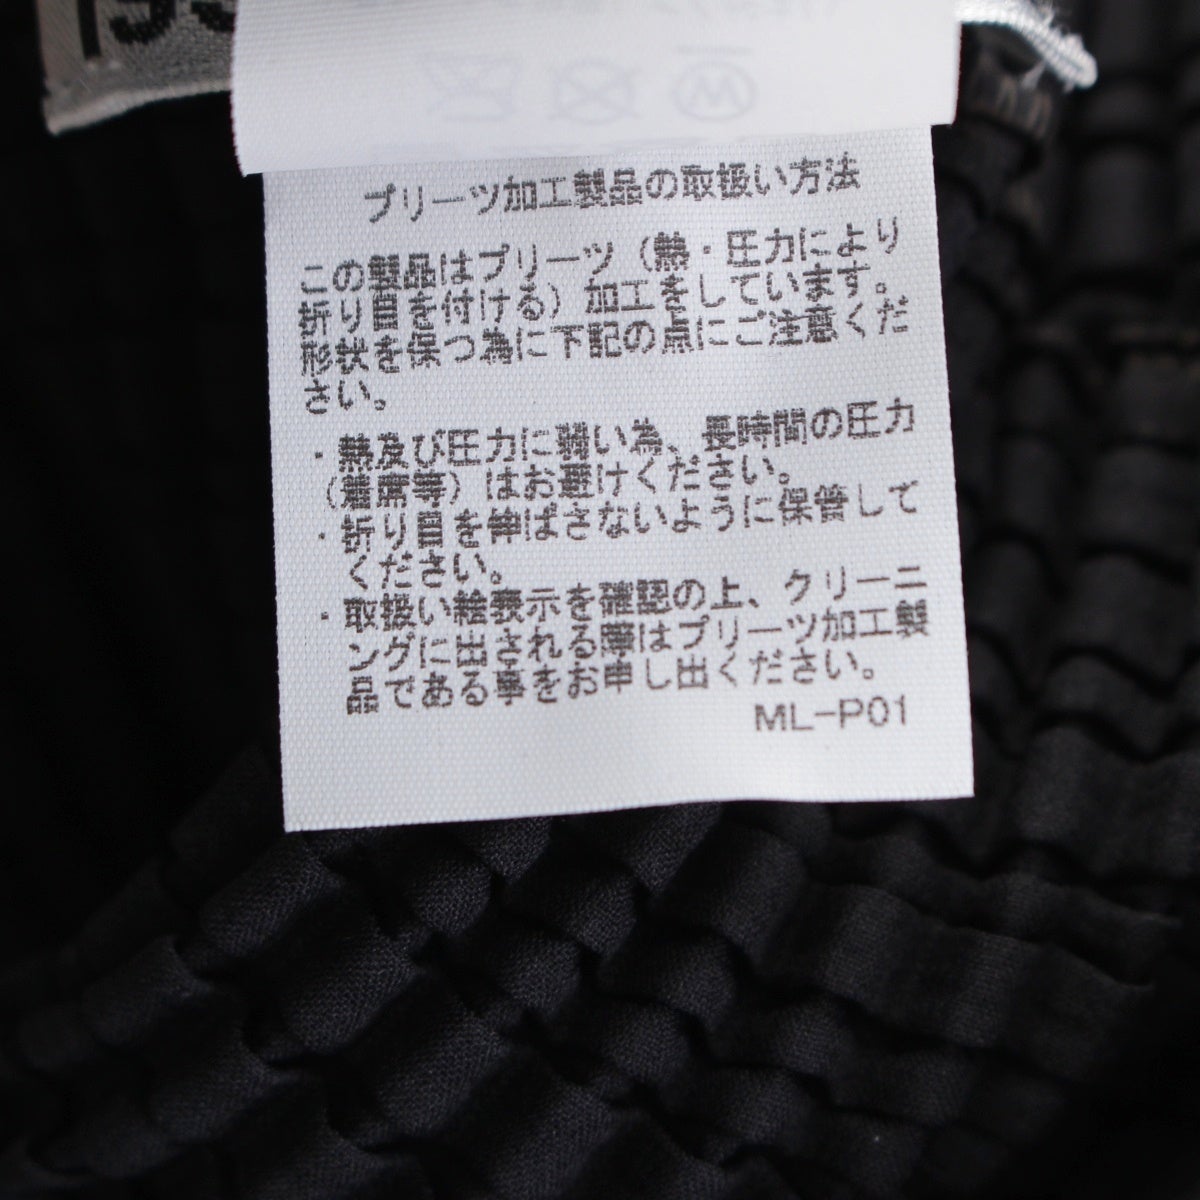 プリーツ加工製品の取扱い方法
この製品はプリーツ（熱・圧力により
折り目を付ける）加工をしています。
形状を保つ為に下記の点にご注意くだ
さい。
・熱及び圧力に弱い為、長時間の圧力
（着席等）はお避けください。
・折り目を伸ばさないように保管して
ください。
・取扱い絵表示を確認の上、クリーニ
ングに出される際はプリーツ加工製
品である事をお申し出ください。
ML-P01